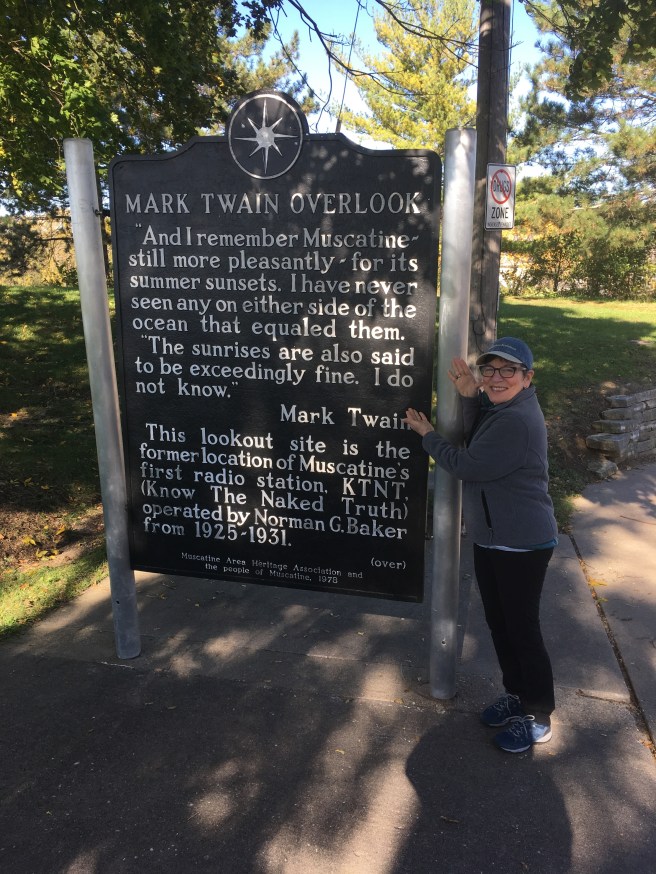 MARK TWAIN OVERLOOK
"And I remember Muscatine-
still more pleasantly - for its
summer sunsets. I have never
seen any on either side of the
ocean that equaled them.
"The sunrises are also said
to be exceedingly fine. I do
not know."
Mark Twain
This lookout site is the
former location of Muscatine's
first radio station, KTNT,
(Know The Naked Truth)
operated by Norman G. Baker
from 1925-1931.
(over)
Muscatine Area Heritage Association and
the people of Muscatine, 1978
DRUGS
ZONE